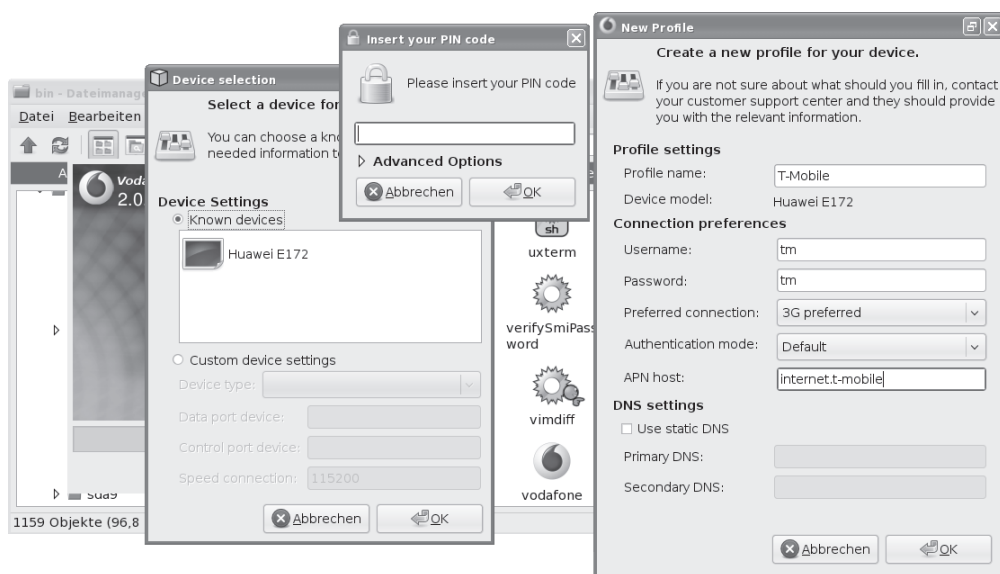 bin - Dateimanag
Datei Bearbeiten
Voda
2.0
sda9
1159 Objekte (96,8
Device selection
Select a device for
You can choose a kn
needed information t
Device Settings
Known devices
Huawei E172
Custom device settings
Device type:
Data port device:
Control port device:
Speed connection: 115200
Abbrechen
OK
Insert your PIN code
Please insert your PIN code
Advanced Options
Abbrechen
OK
sh
uxterm
verifySmiPass
word
vimdiff
vodafone
New Profile
Create a new profile for your device.
If you are not sure about what should you fill in, contact
your customer support center and they should provide
you with the relevant information.
Profile settings
Profile name: T-Mobile
Device model: Huawei E172
Connection preferences
Username: tm
Password: tm
Preferred connection: 3G preferred
Authentication mode: Default
APN host: internet.t-mobile
DNS settings
Use static DNS
Primary DNS:
Secondary DNS:
Abbrechen
OK